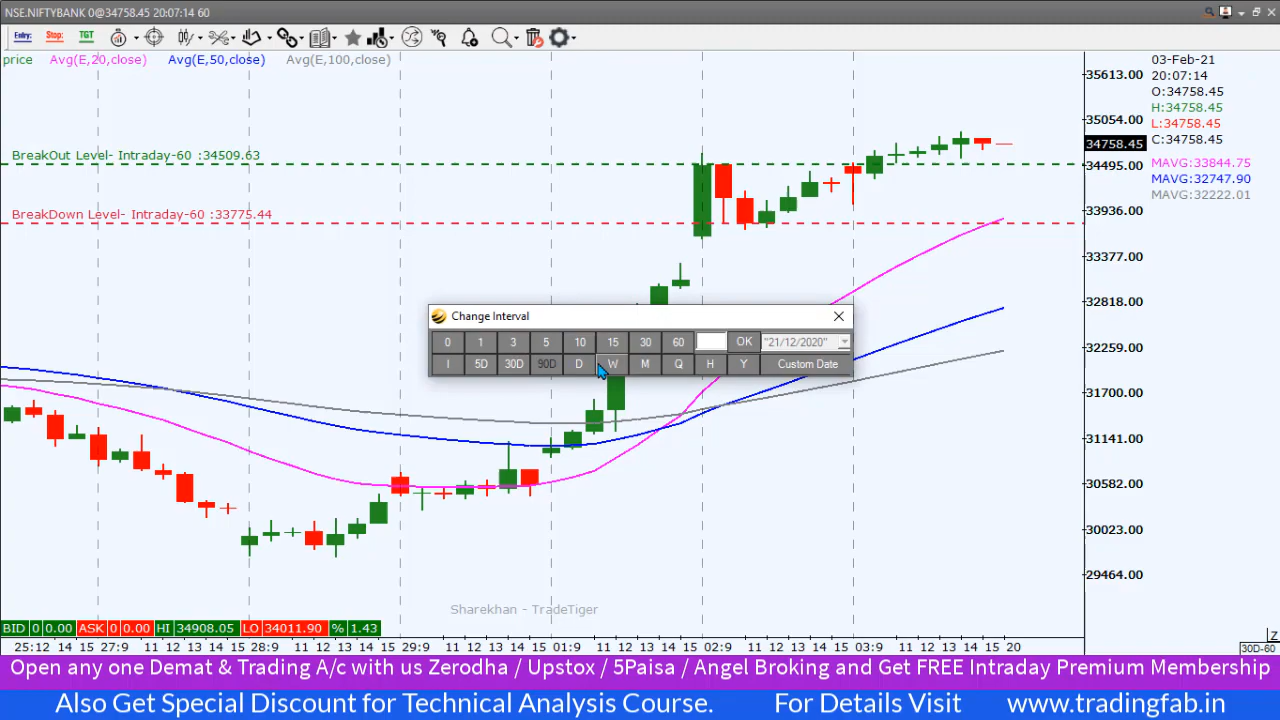 NSE.NIFTYBANK 0@34758.45 20:07:14 60
Entry: Stop: TGT
price Avg(E,20,close) Avg(E,50,close) Avg(E,100,close)
03-Feb-21
20:07:14
O:34758.45
H:34758.45
L:34758.45
C:34758.45
MAVG:33844.75
MAVG:32747.90
MAVG:32222.01
35613.00
35054.00
34758.45
34495.00
33936.00
33377.00
32818.00
32259.00
31700.00
31141.00
30582.00
30023.00
29464.00
BreakOut Level- Intraday-60 :34509.63
BreakDown Level- Intraday-60 :33775.44
Change Interval
0 1 3 5 10 15 30 60 OK "21/12/2020"
I 5D 30D 90D D W M Q H Y Custom Date
Sharekhan - TradeTiger
BID 0 0.00 ASK 0 0.00 HI 34908.05 LO 34011.90 % 1.43
25:12 11 12 13 14 15 27:9 11 12 13 14 15 28:9 11 12 13 14 15 29:9 11 12 13 14 15 01:9 11 12 13 14 15 02:9 11 12 13 14 15 03:9 11 12 13 14 15 20
Z
30D-60
Open any one Demat & Trading A/c with us Zerodha / Upstox / 5Paisa / Angel Broking and Get FREE Intraday Premium Membership
Also Get Special Discount for Technical Analysis Course. For Details Visit www.tradingfab.in